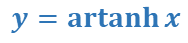 y = artanh x